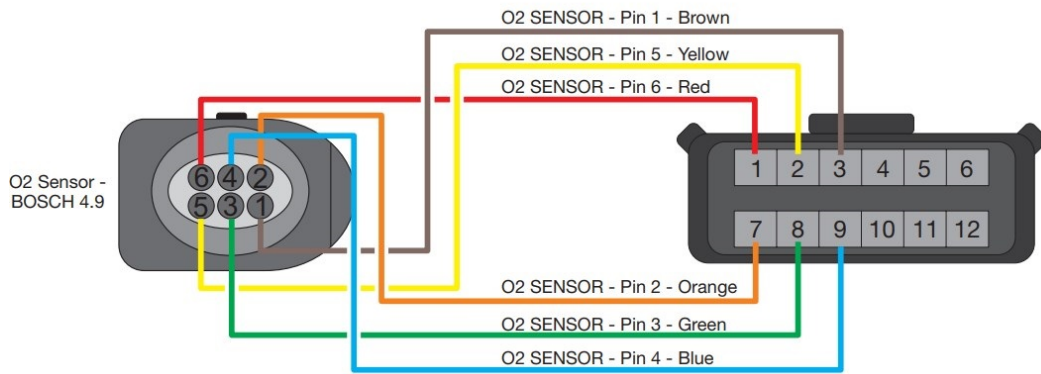 O2 SENSOR - Pin 1 - Brown
O2 SENSOR - Pin 5 - Yellow
O2 SENSOR - Pin 6 - Red
O2 Sensor -
BOSCH 4.9
6 4 2
5 3 1
1 2 3 4 5 6
7 8 9 10 11 12
O2 SENSOR - Pin 2 - Orange
O2 SENSOR - Pin 3 - Green
O2 SENSOR - Pin 4 - Blue